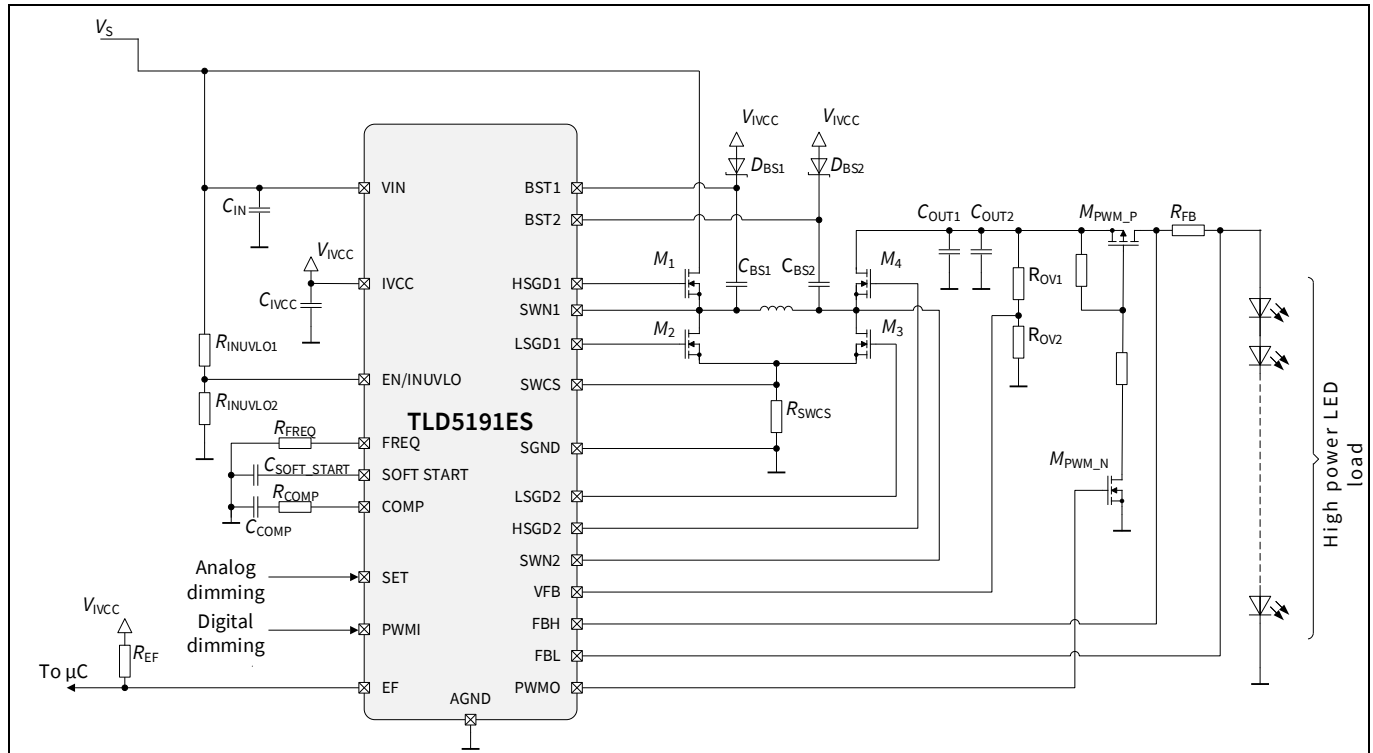 VS
VIVCC
VIVCC
DBS1
DBS2
VIN
BST1
CIN
BST2
COUT1
COUT2
MPWM_P
RFB
VIVCC
M1
CBS1
CBS2
M4
IVCC
HSGD1
ROV1
CIVCC
SWN1
M2
M3
RINUVLO1
LSGD1
ROV2
EN/INUVLO
SWCS
RINUVLO2
TLD5191ES
RSWCS
RFREQ
FREQ
SGND
CSOFT_START
SOFT START
MPWM_N
RCOMP
COMP
LSGD2
CCOMP
HSGD2
High power LED
load
Analog
dimming
SET
SWN2
VFB
VIVCC
Digital
dimming
PWMI
FBH
REF
FBL
To µC
EF
AGND
PWMO